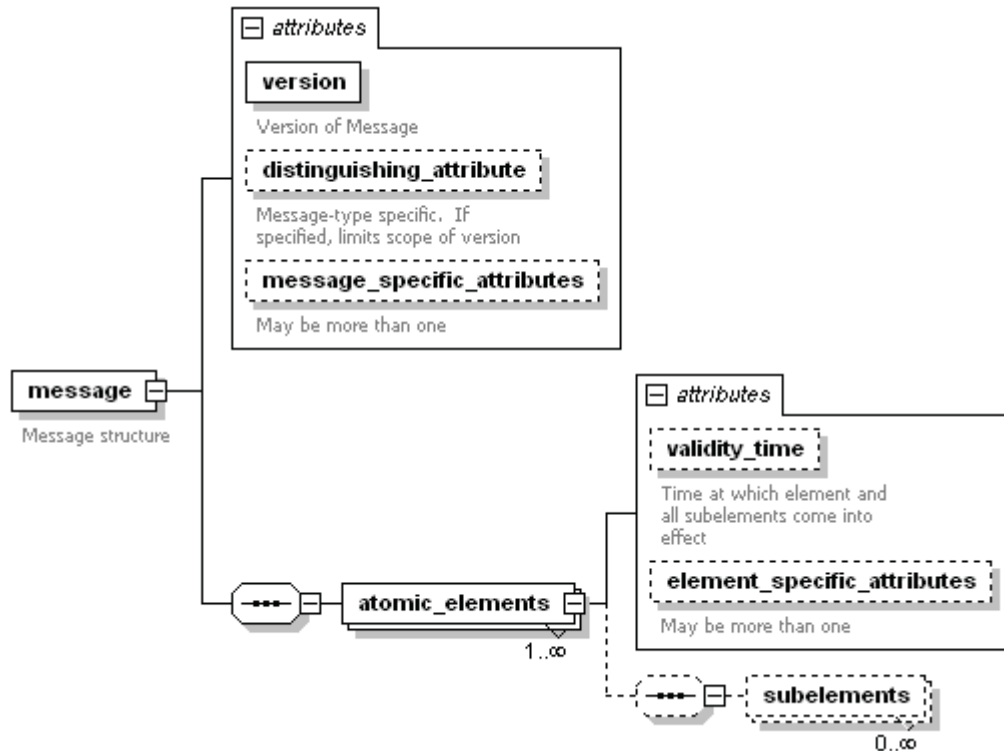 attributes
version
Version of Message
distinguishing_attribute
Message-type specific.  If
specified, limits scope of version
message_specific_attributes
May be more than one
message
Message structure
attributes
validity_time
Time at which element and
all subelements come into
effect
element_specific_attributes
May be more than one
atomic_elements
1..∞
subelements
0..∞